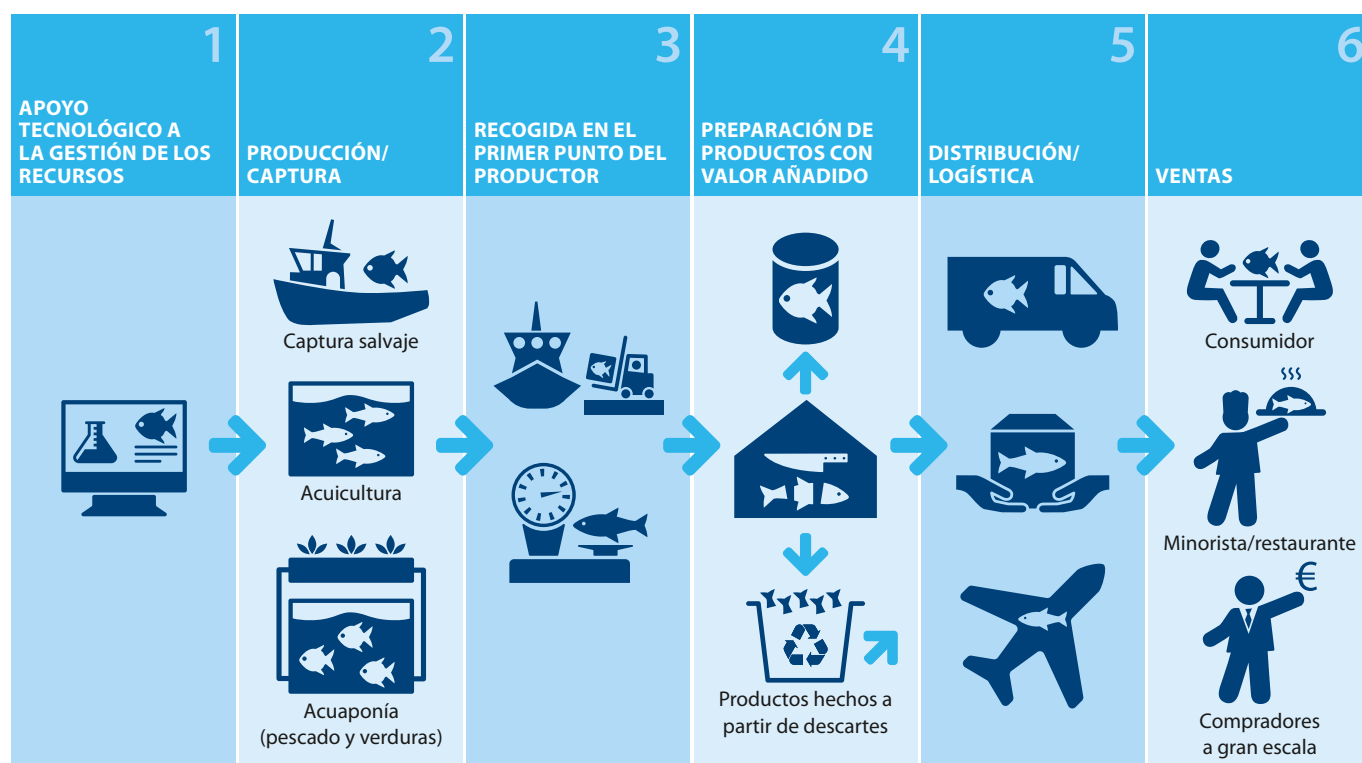 1
APOYO
TECNOLÓGICO A
LA GESTIÓN DE LOS
RECURSOS
2
PRODUCCIÓN/
CAPTURA
Captura salvaje
Acuicultura
Acuaponía
(pescado y verduras)
3
RECOGIDA EN EL
PRIMER PUNTO DEL
PRODUCTOR
4
PREPARACIÓN DE
PRODUCTOS CON
VALOR AÑADIDO
Productos hechos a
partir de descartes
5
DISTRIBUCIÓN/
LOGÍSTICA
6
VENTAS
Consumidor
Minorista/restaurante
€
Compradores
a gran escala